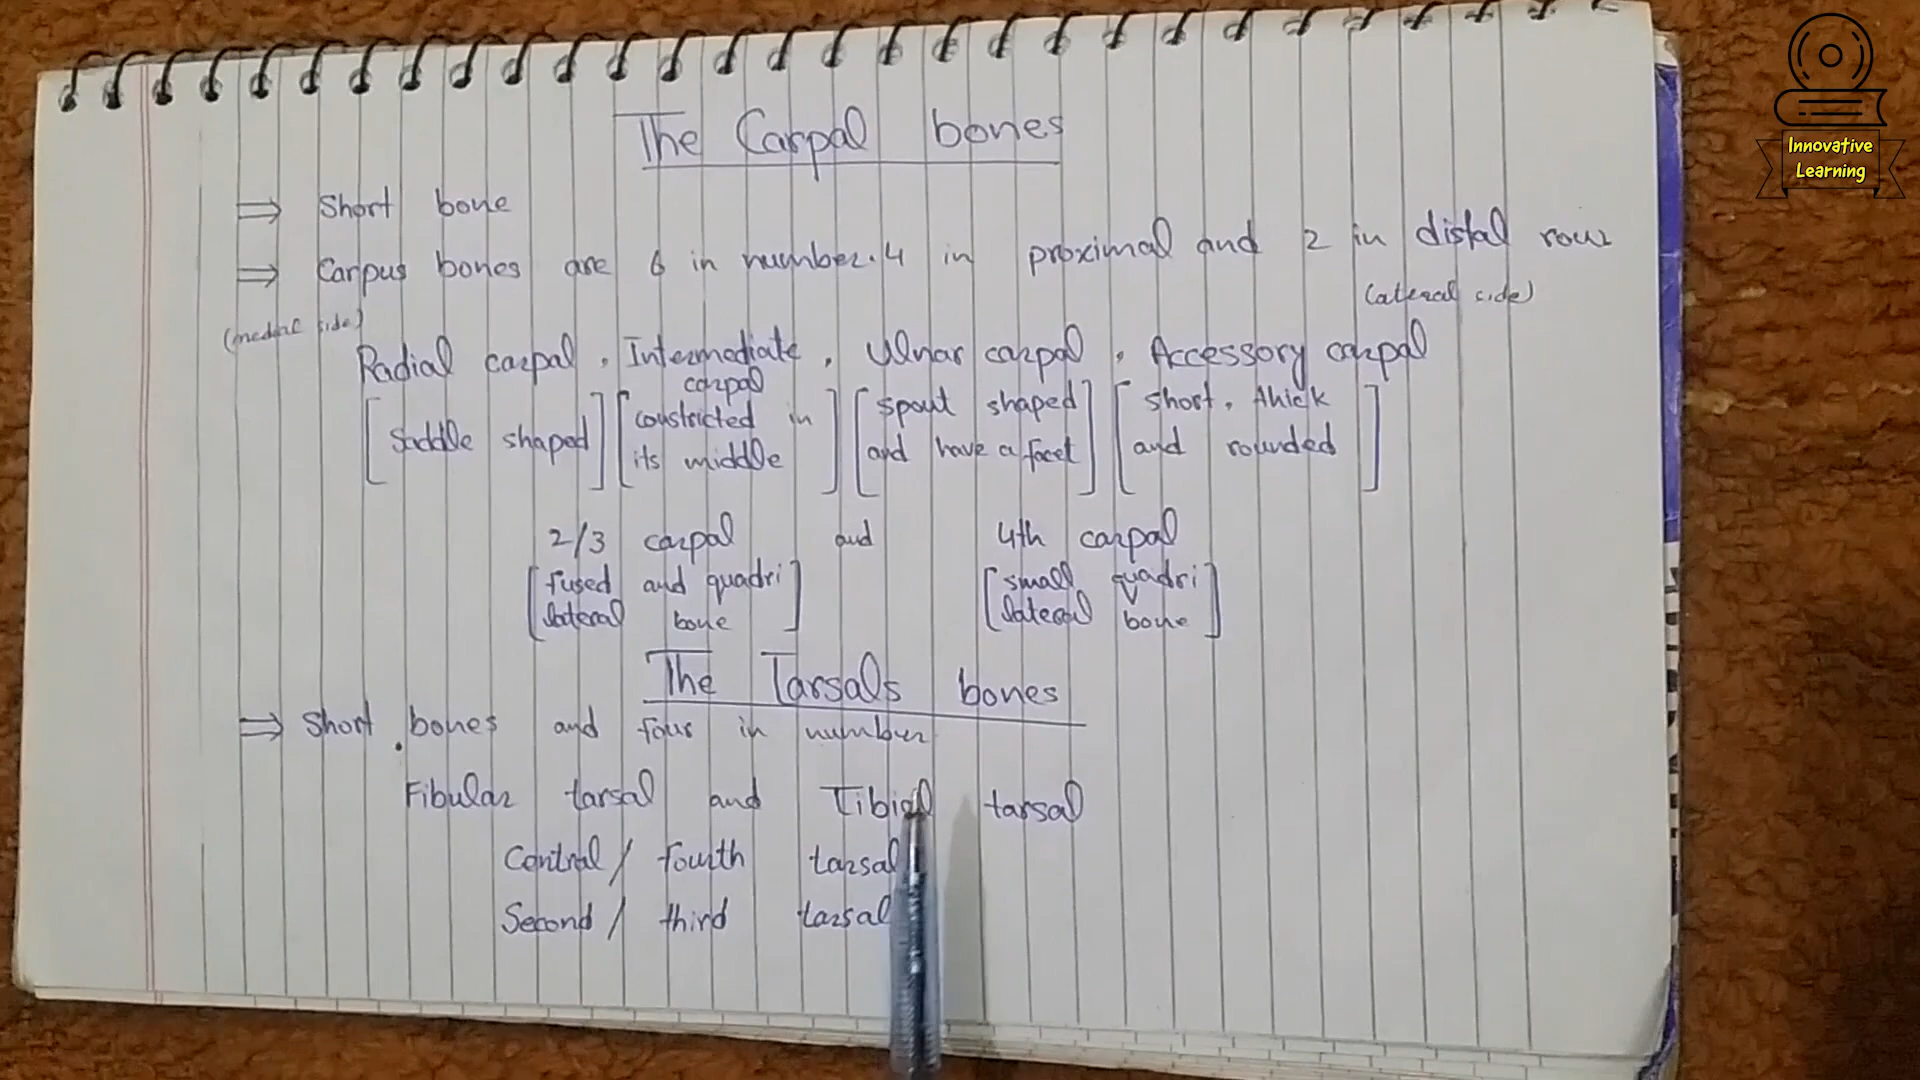 The Carpal bones
⇒ Short bone
⇒ Carpus bones are 6 in number. 4 in proximal and 2 in distal row
(medial side)
(lateral side)
Radial carpal, Intermediate carpal, Ulnar carpal, Accessory carpal
[Saddle shaped] [constricted in its middle] [spout shaped and have a facet] [short, thick and rounded]
2/3 carpal and 4th carpal
[fused and quadri lateral bone] [small quadri lateral bone]
The Tarsals bones
⇒ Short bones and four in number
Fibular tarsal and Tibial tarsal
Central / fourth tarsal
Second / third tarsal
Innovative
Learning